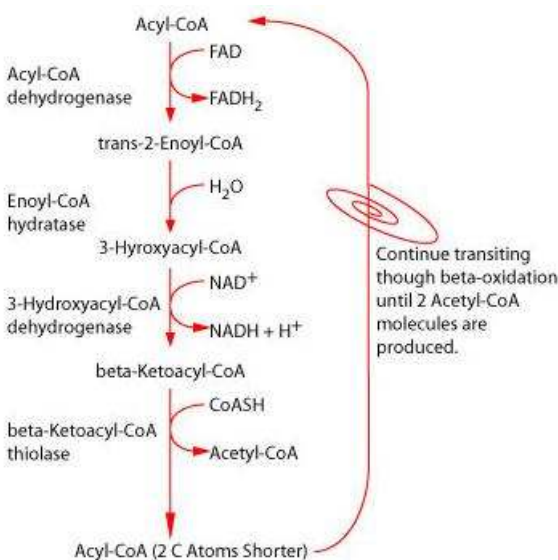 Acyl-CoA
FAD
Acyl-CoA
dehydrogenase
FADH2
trans-2-Enoyl-CoA
H2O
Enoyl-CoA
hydratase
3-Hyroxyacyl-CoA
Continue transiting
though beta-oxidation
until 2 Acetyl-CoA
molecules are
produced.
NAD+
3-Hydroxyacyl-CoA
dehydrogenase
NADH + H+
beta-Ketoacyl-CoA
CoASH
beta-Ketoacyl-CoA
thiolase
Acetyl-CoA
Acyl-CoA (2 C Atoms Shorter)